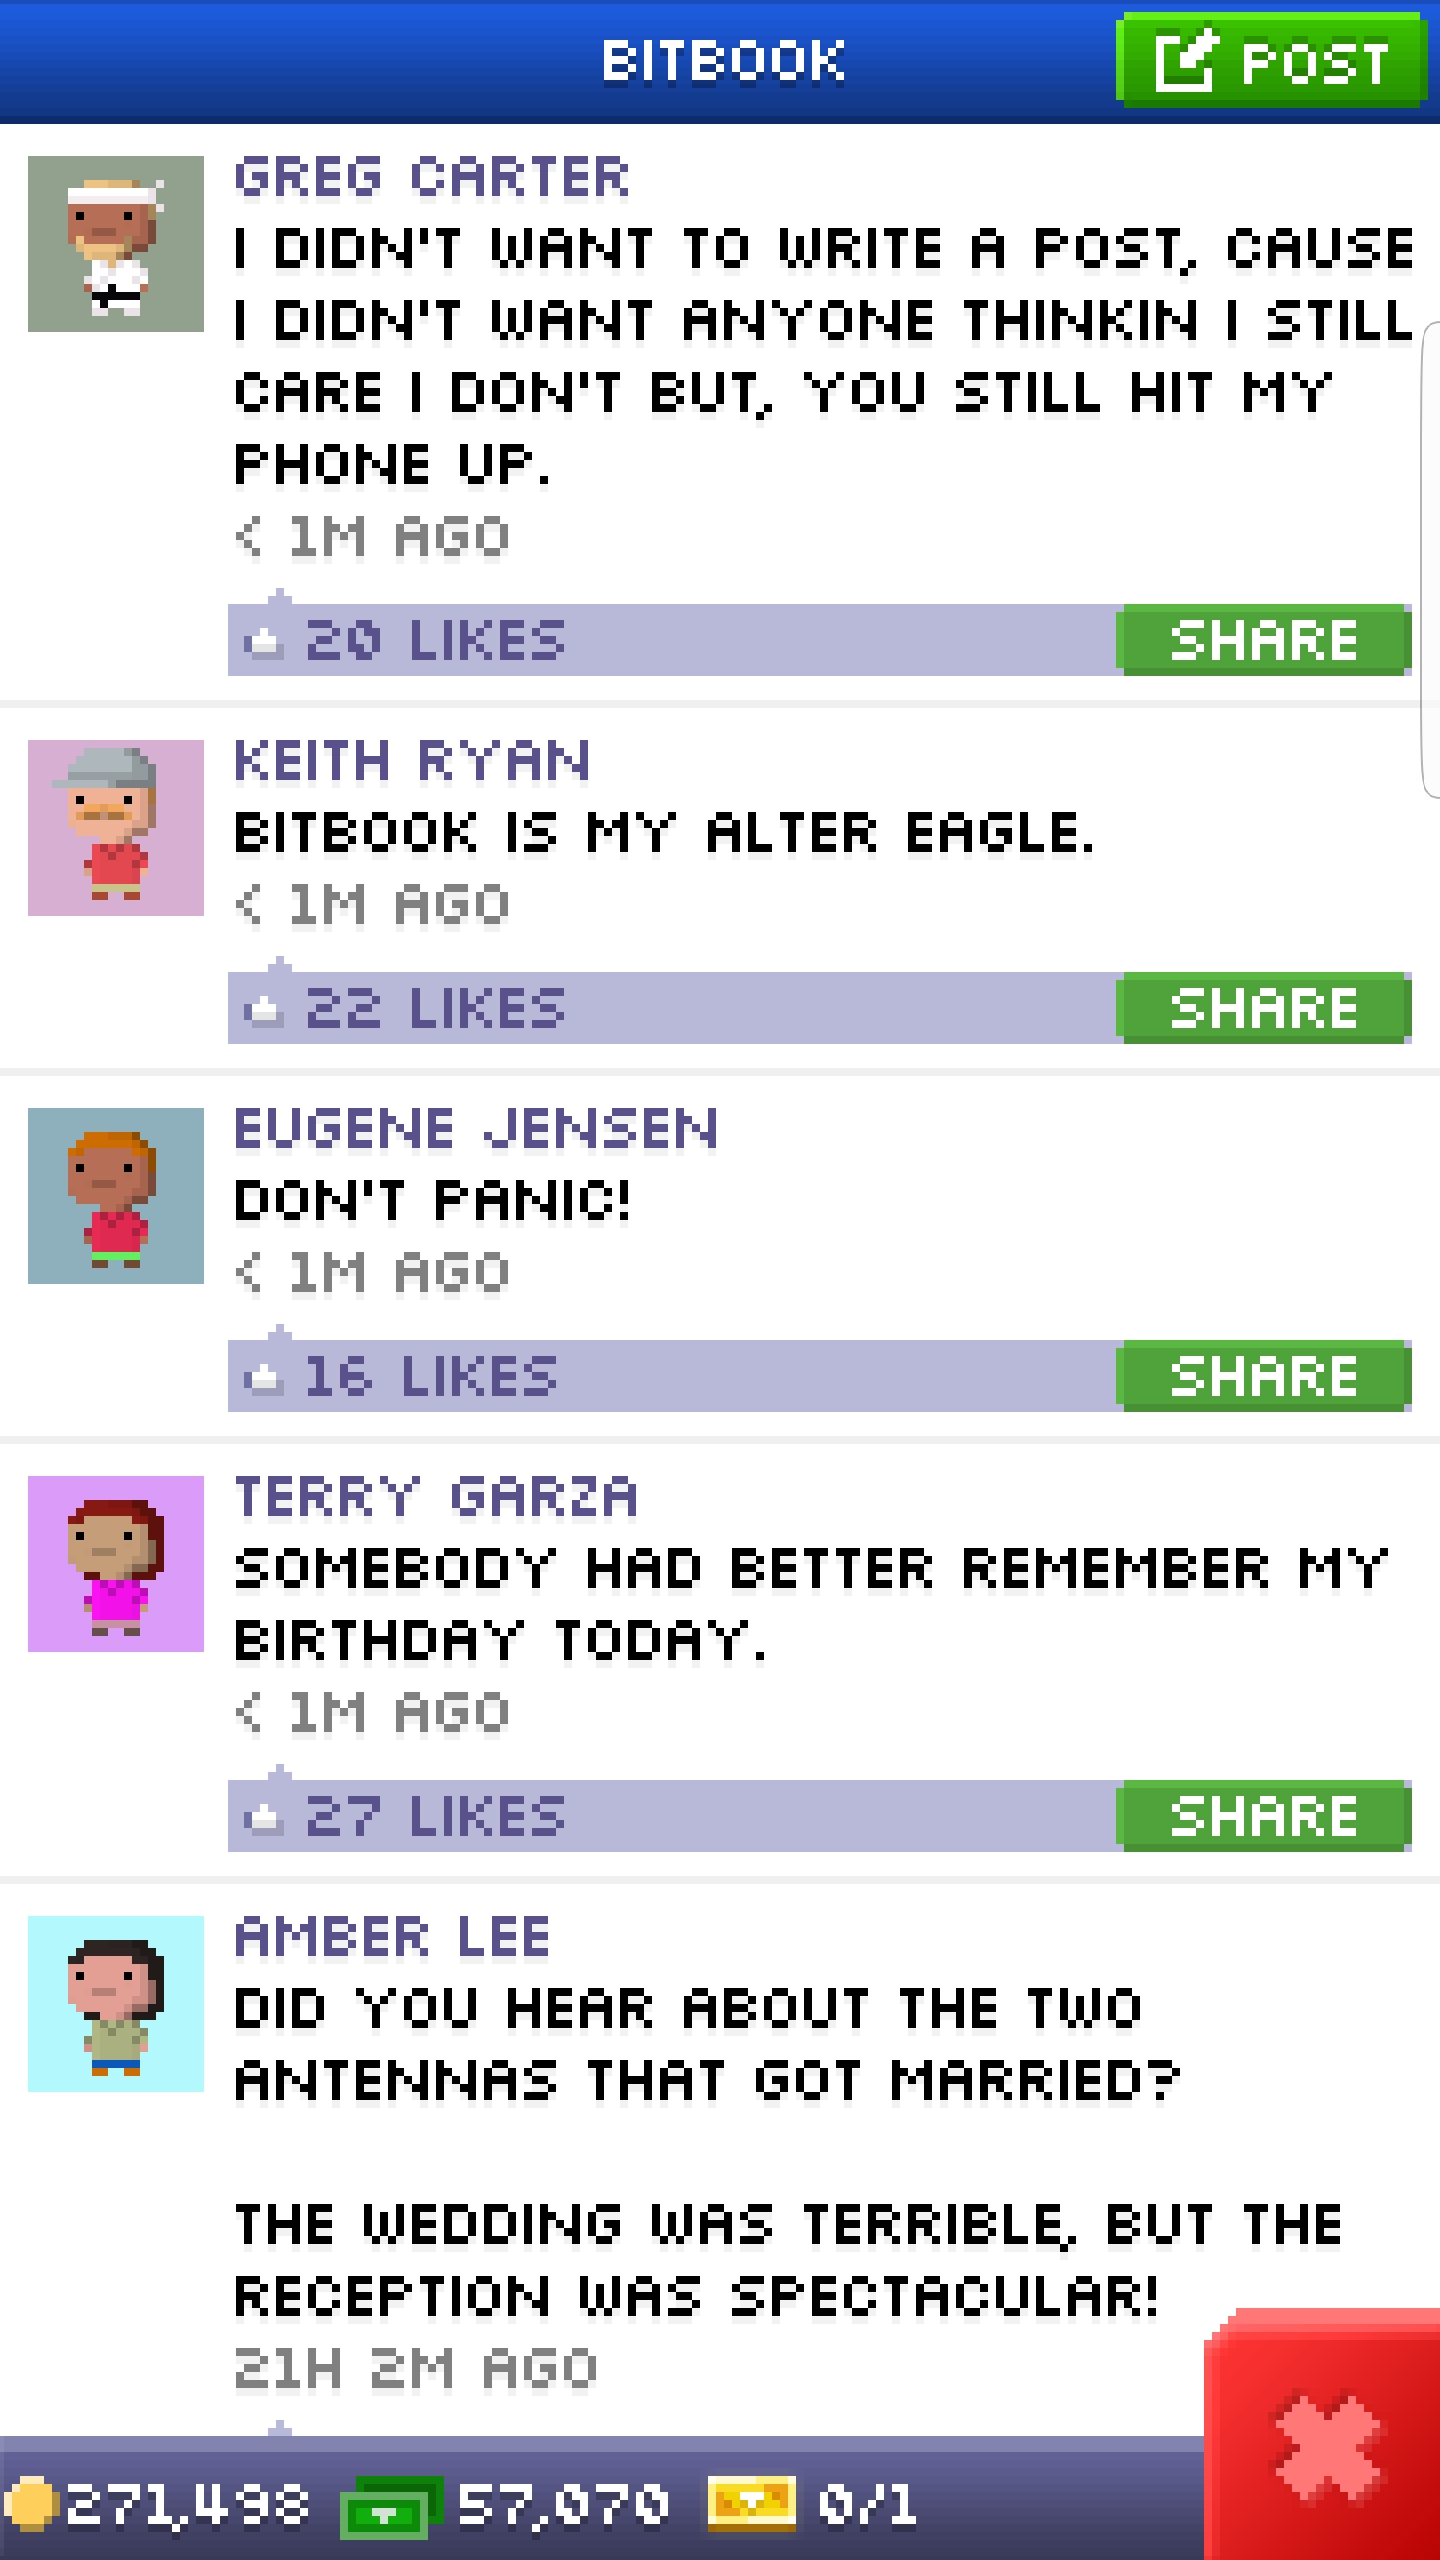 BITBOOK
POST
GREG CARTER
I DIDN'T WANT TO WRITE A POST, CAUSE
I DIDN'T WANT ANYONE THINKIN I STILL
CARE I DON'T BUT, YOU STILL HIT MY
PHONE UP.
< 1M AGO
20 LIKES
SHARE
KEITH RYAN
BITBOOK IS MY ALTER EAGLE.
< 1M AGO
22 LIKES
SHARE
EUGENE JENSEN
DON'T PANIC!
< 1M AGO
16 LIKES
SHARE
TERRY GARZA
SOMEBODY HAD BETTER REMEMBER MY
BIRTHDAY TODAY.
< 1M AGO
27 LIKES
SHARE
AMBER LEE
DID YOU HEAR ABOUT THE TWO
ANTENNAS THAT GOT MARRIED?
THE WEDDING WAS TERRIBLE, BUT THE
RECEPTION WAS SPECTACULAR!
21H 2M AGO
271,498
57,070
0/1